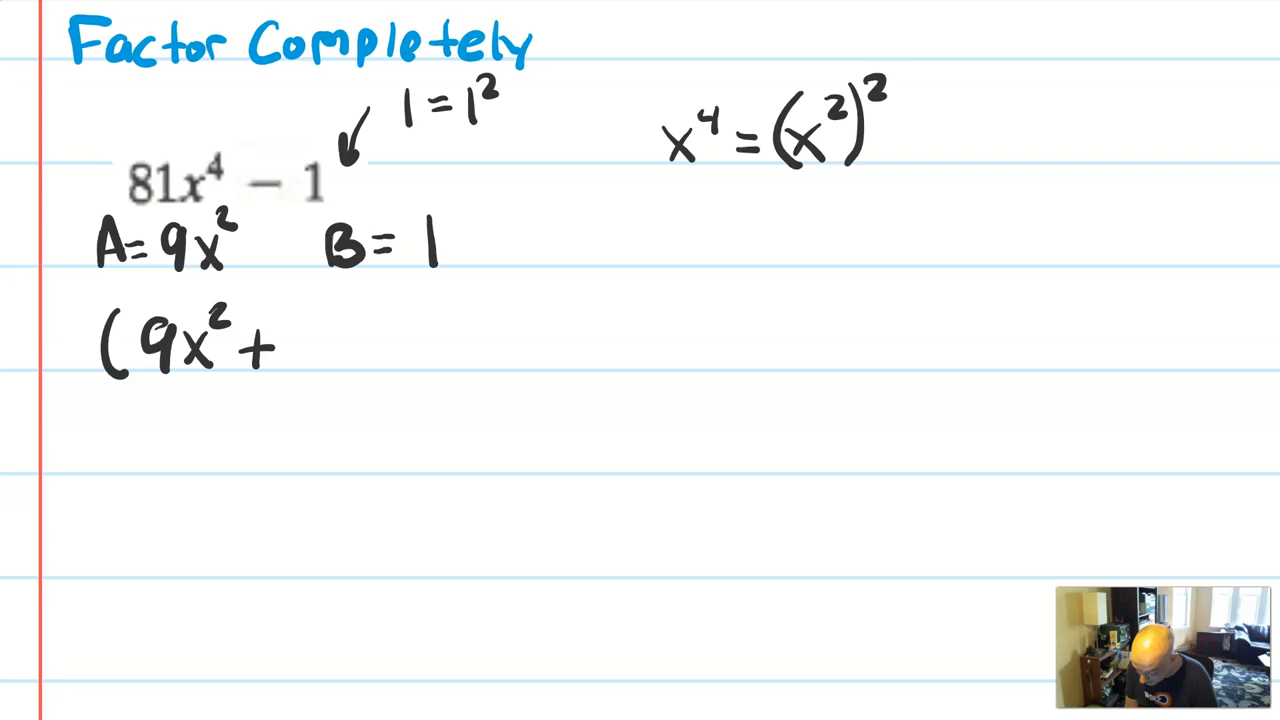 Factor Completely
1 = 1²
x⁴ = (x²)²
81x⁴ − 1
A = 9x² B = 1
(9x² +